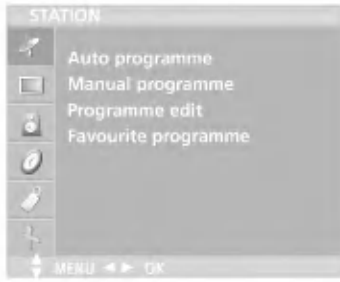 STATION
Auto programme
Manual programme
Programme edit
Favourite programme
MENU OK